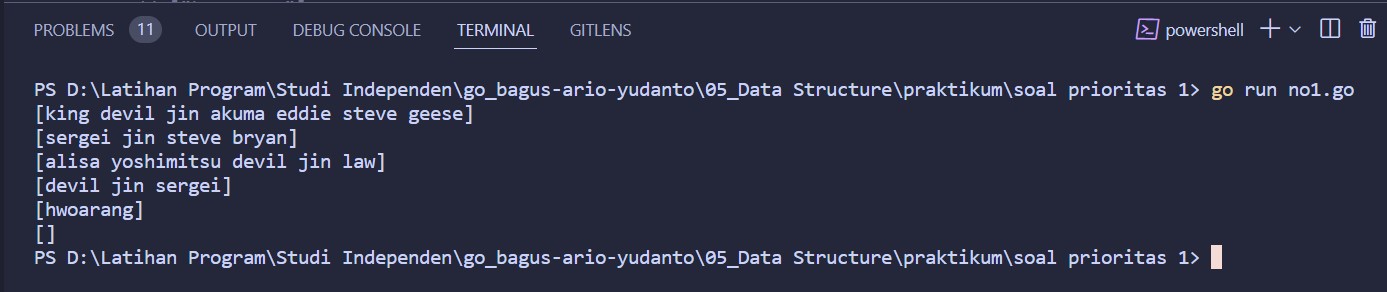 PROBLEMS 11 OUTPUT DEBUG CONSOLE TERMINAL GITLENS powershell
PS D:\Latihan Program\Studi Independen\go_bagus-ario-yudanto\05_Data Structure\praktikum\soal prioritas 1> go run no1.go
[king devil jin akuma eddie steve geese]
[sergei jin steve bryan]
[alisa yoshimitsu devil jin law]
[devil jin sergei]
[hwoarang]
[]
PS D:\Latihan Program\Studi Independen\go_bagus-ario-yudanto\05_Data Structure\praktikum\soal prioritas 1>